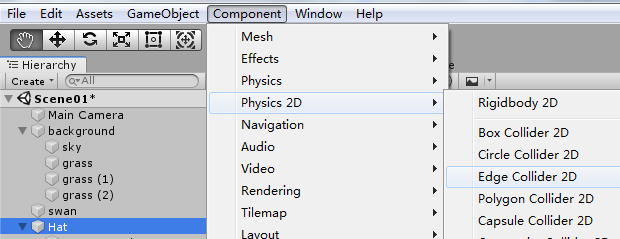 File Edit Assets GameObject Component Window Help
Hierarchy
Create All
Scene01*
Main Camera
background
sky
grass
grass (1)
grass (2)
swan
Hat
Mesh
Effects
Physics
Physics 2D
Navigation
Audio
Video
Rendering
Tilemap
Layout
Rigidbody 2D
Box Collider 2D
Circle Collider 2D
Edge Collider 2D
Polygon Collider 2D
Capsule Collider 2D